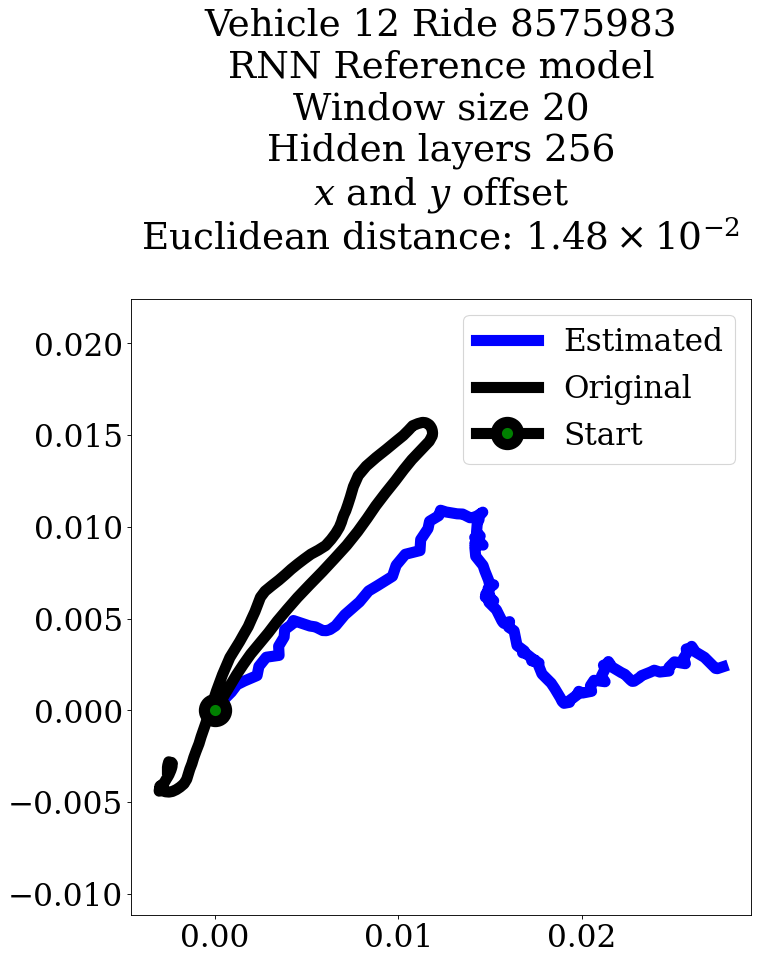 Vehicle 12 Ride 8575983
RNN Reference model
Window size 20
Hidden layers 256
x and y offset
Euclidean distance: 1.48 × 10⁻²
Estimated
Original
Start
0.020
0.015
0.010
0.005
0.000
−0.005
−0.010
0.00 0.01 0.02